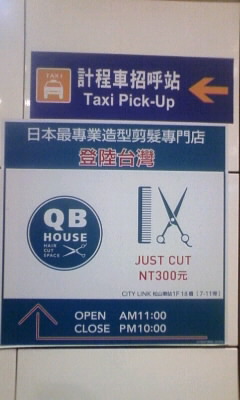 TAXI
計程車招呼站
Taxi Pick-Up
日本最專業造型剪髮專門店
登陸台灣
QB
HOUSE
HAIR
CUT
SPACE
JUST CUT
NT300元
OPEN AM11:00
CLOSE PM10:00